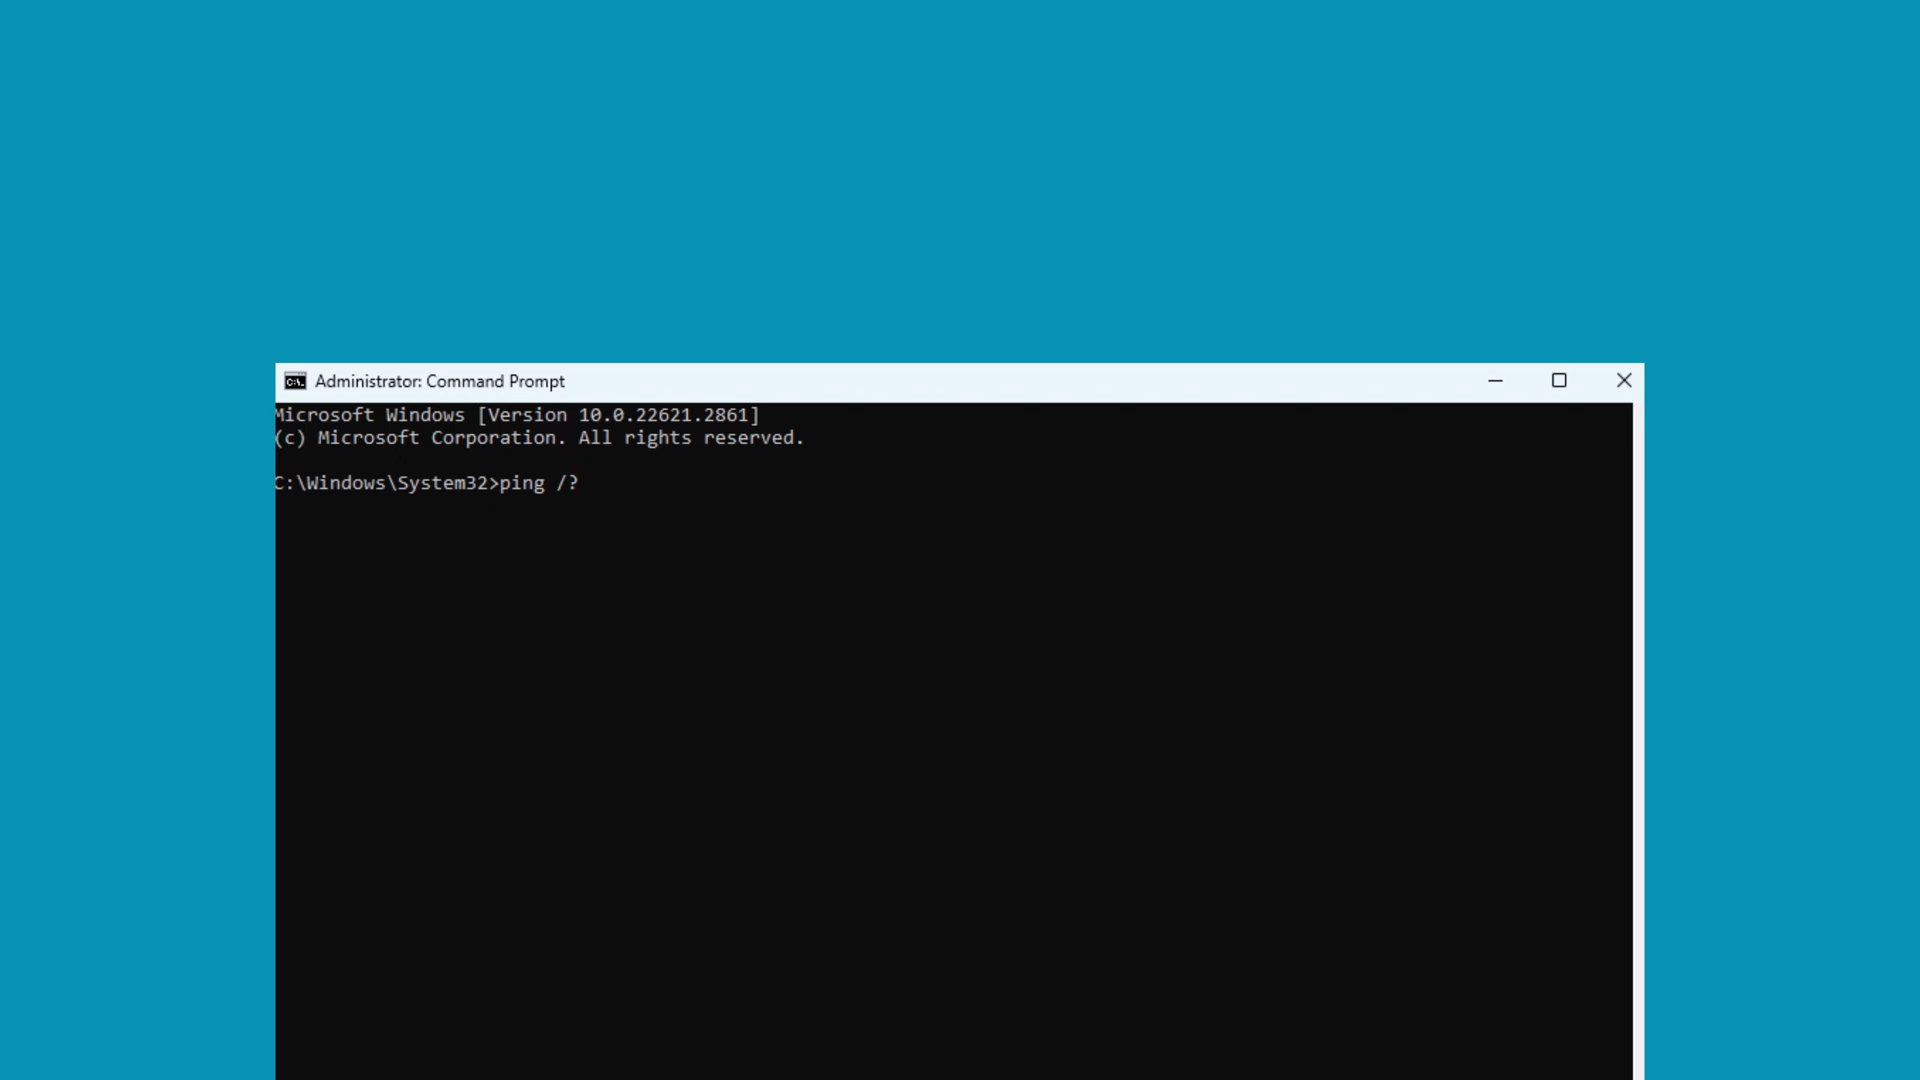 Administrator: Command Prompt
Microsoft Windows [Version 10.0.22621.2861]
(c) Microsoft Corporation. All rights reserved.
C:\Windows\System32>ping /?